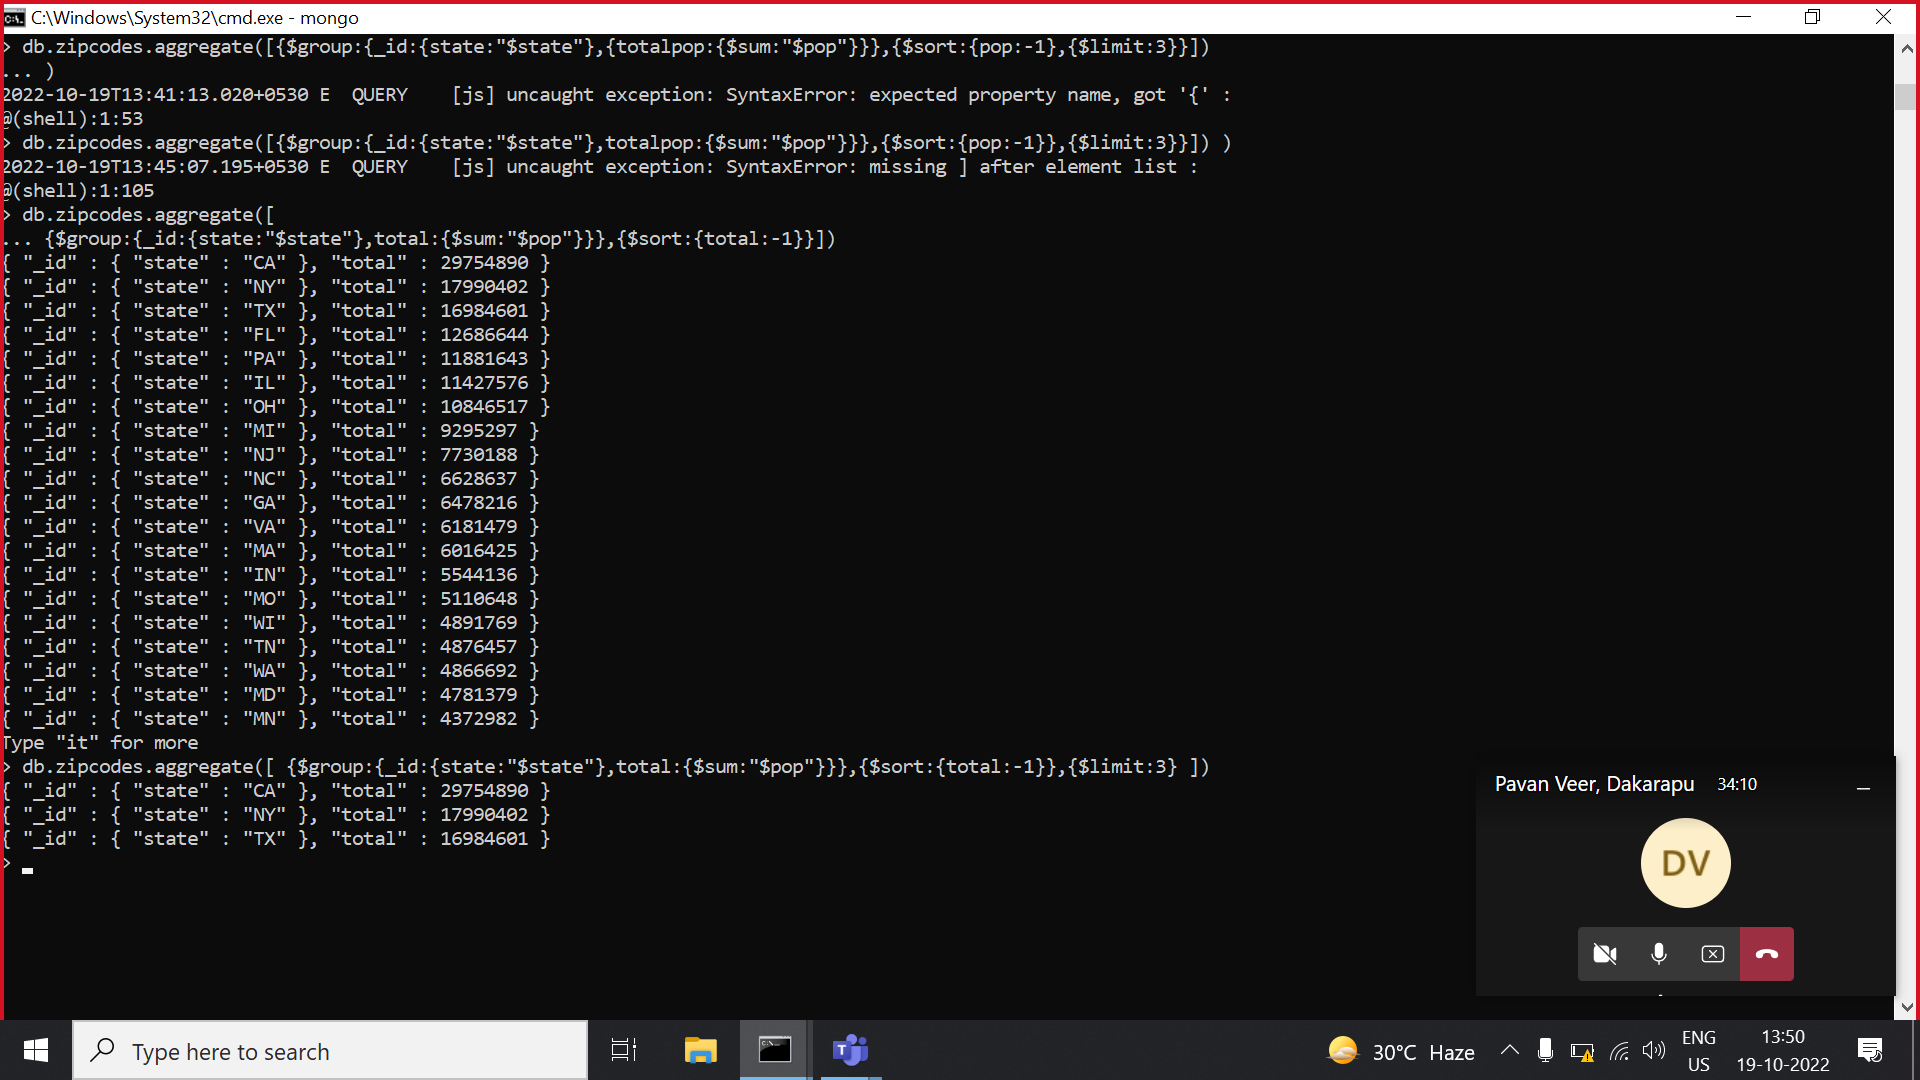 C:\Windows\System32\cmd.exe - mongo
> db.zipcodes.aggregate([{$group:{_id:{state:"$state"},{totalpop:{$sum:"$pop"}}},{$sort:{pop:-1},{$limit:3}}])
... )
2022-10-19T13:41:13.020+0530 E  QUERY    [js] uncaught exception: SyntaxError: expected property name, got '{' :
@(shell):1:53
> db.zipcodes.aggregate([{$group:{_id:{state:"$state"},totalpop:{$sum:"$pop"}}},{$sort:{pop:-1}},{$limit:3}}]) )
2022-10-19T13:45:07.195+0530 E  QUERY    [js] uncaught exception: SyntaxError: missing ] after element list :
@(shell):1:105
> db.zipcodes.aggregate([
... {$group:{_id:{state:"$state"},total:{$sum:"$pop"}}},{$sort:{total:-1}}])
{ "_id" : { "state" : "CA" }, "total" : 29754890 }
{ "_id" : { "state" : "NY" }, "total" : 17990402 }
{ "_id" : { "state" : "TX" }, "total" : 16984601 }
{ "_id" : { "state" : "FL" }, "total" : 12686644 }
{ "_id" : { "state" : "PA" }, "total" : 11881643 }
{ "_id" : { "state" : "IL" }, "total" : 11427576 }
{ "_id" : { "state" : "OH" }, "total" : 10846517 }
{ "_id" : { "state" : "MI" }, "total" : 9295297 }
{ "_id" : { "state" : "NJ" }, "total" : 7730188 }
{ "_id" : { "state" : "NC" }, "total" : 6628637 }
{ "_id" : { "state" : "GA" }, "total" : 6478216 }
{ "_id" : { "state" : "VA" }, "total" : 6181479 }
{ "_id" : { "state" : "MA" }, "total" : 6016425 }
{ "_id" : { "state" : "IN" }, "total" : 5544136 }
{ "_id" : { "state" : "MO" }, "total" : 5110648 }
{ "_id" : { "state" : "WI" }, "total" : 4891769 }
{ "_id" : { "state" : "TN" }, "total" : 4876457 }
{ "_id" : { "state" : "WA" }, "total" : 4866692 }
{ "_id" : { "state" : "MD" }, "total" : 4781379 }
{ "_id" : { "state" : "MN" }, "total" : 4372982 }
Type "it" for more
> db.zipcodes.aggregate([ {$group:{_id:{state:"$state"},total:{$sum:"$pop"}}},{$sort:{total:-1}},{$limit:3} ])
{ "_id" : { "state" : "CA" }, "total" : 29754890 }
{ "_id" : { "state" : "NY" }, "total" : 17990402 }
{ "_id" : { "state" : "TX" }, "total" : 16984601 }
>
Pavan Veer, Dakarapu 34:10
DV
Type here to search
30°C Haze
ENG
US
13:50
19-10-2022